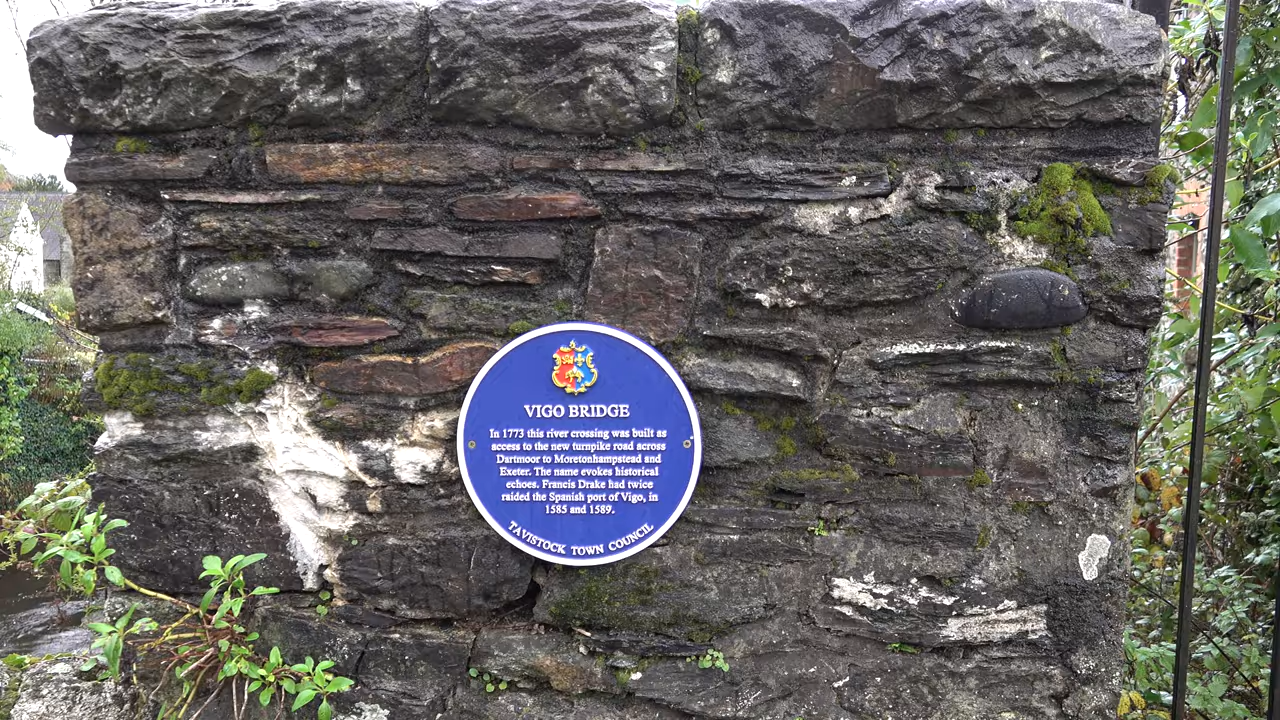 VIGO BRIDGE
In 1773 this river crossing was built as
access to the new turnpike road across
Dartmoor to Moretonhampstead and
Exeter. The name evokes historical
echoes. Francis Drake had twice
raided the Spanish port of Vigo, in
1585 and 1589.
TAVISTOCK TOWN COUNCIL